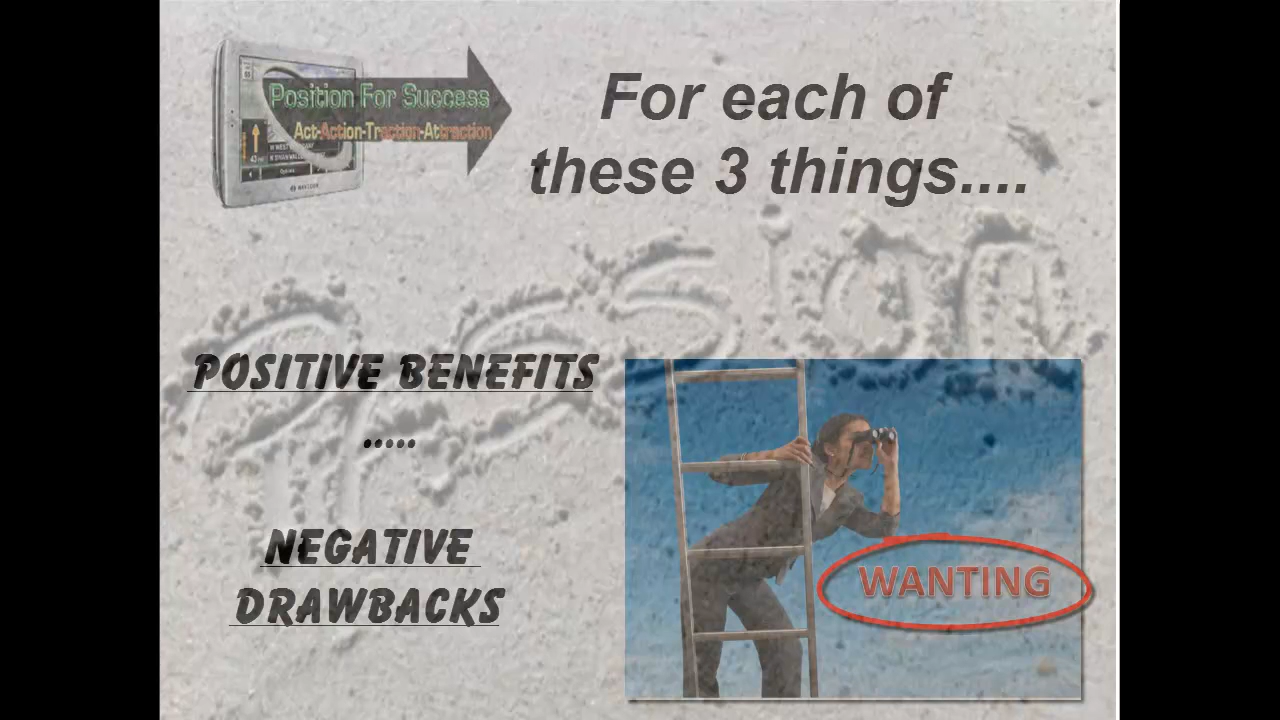 Position For Success
Act-Action-Traction-Attraction
For each of
these 3 things....
POSITIVE BENEFITS
.....
NEGATIVE
DRAWBACKS
WANTING